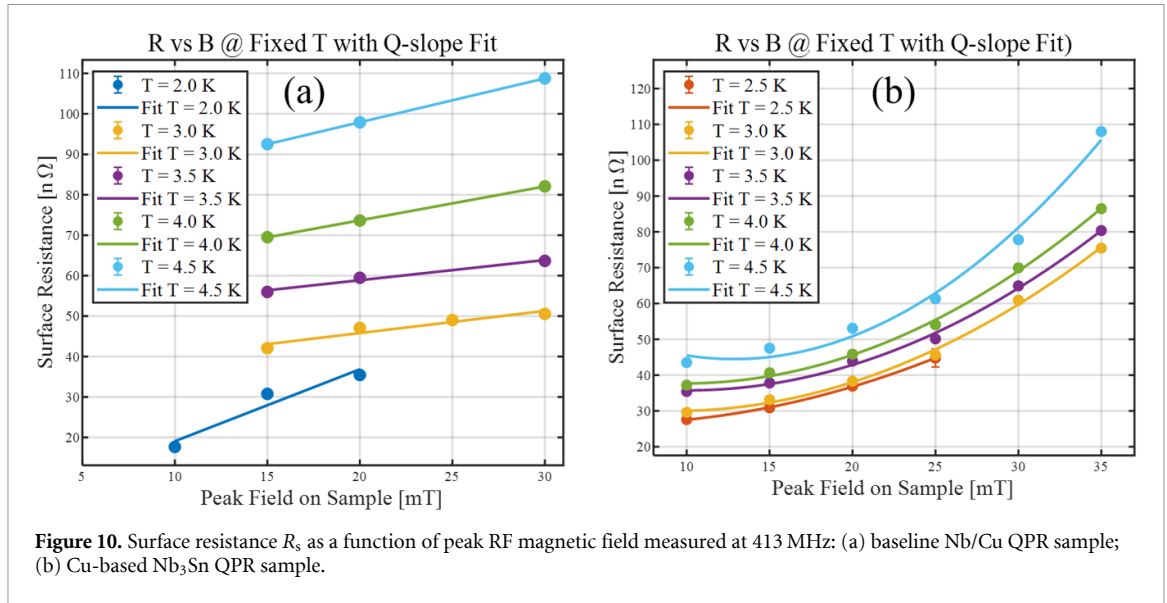 R vs B @ Fixed T with Q-slope Fit
(a)
T = 2.0 K
Fit T = 2.0 K
T = 3.0 K
Fit T = 3.0 K
T = 3.5 K
Fit T = 3.5 K
T = 4.0 K
Fit T = 4.0 K
T = 4.5 K
Fit T = 4.5 K
Surface Resistance [n Ω]
110
100
90
80
70
60
50
40
30
20
5
10
15
20
25
30
Peak Field on Sample [mT]
R vs B @ Fixed T with Q-slope Fit)
(b)
T = 2.5 K
Fit T = 2.5 K
T = 3.0 K
Fit T = 3.0 K
T = 3.5 K
Fit T = 3.5 K
T = 4.0 K
Fit T = 4.0 K
T = 4.5 K
Fit T = 4.5 K
Surface Resistance [n Ω]
120
110
100
90
80
70
60
50
40
30
20
10
15
20
25
30
35
Peak Field on Sample [mT]
Figure 10. Surface resistance Rₛ as a function of peak RF magnetic field measured at 413 MHz: (a) baseline Nb/Cu QPR sample;
(b) Cu-based Nb₃Sn QPR sample.